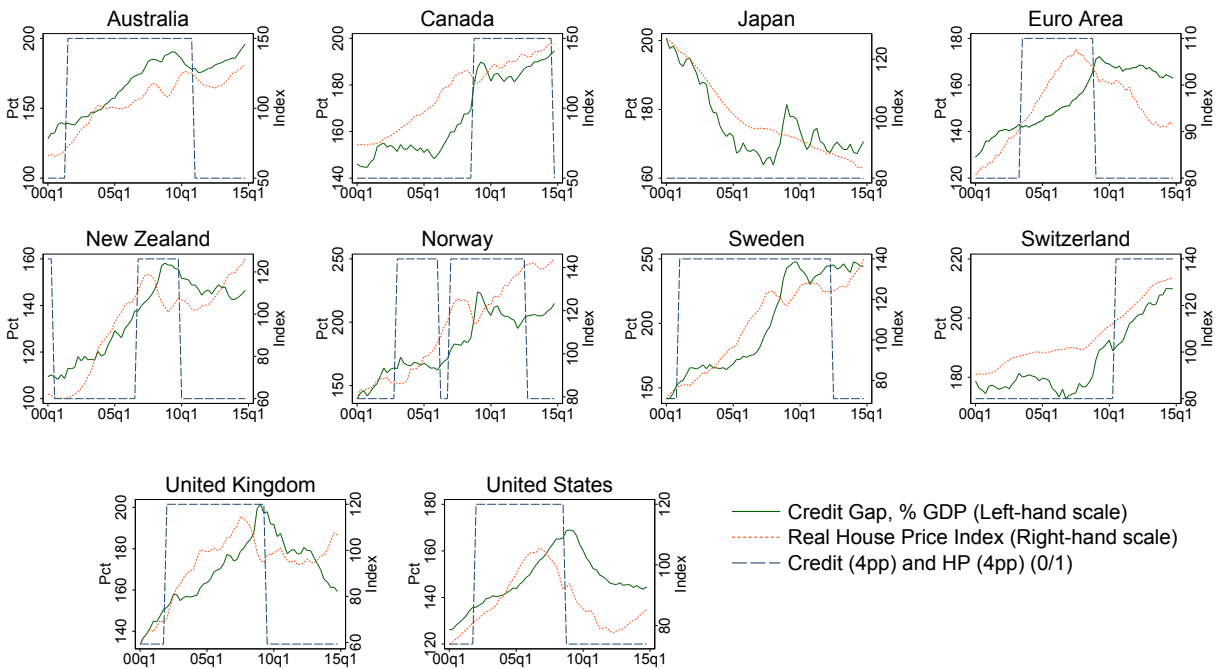 Australia
Canada
Japan
Euro Area
Pct
100 150 200
50 100 150
Index
00q1 05q1 10q1 15q1
Pct
140 160 180 200
50 100 150
Index
00q1 05q1 10q1 15q1
Pct
160 180 200
80 100 120
Index
00q1 05q1 10q1 15q1
Pct
120 140 160 180
80 90 100 110
Index
00q1 05q1 10q1 15q1
New Zealand
Norway
Sweden
Switzerland
Pct
100 120 140 160
60 80 100 120
Index
00q1 05q1 10q1 15q1
Pct
150 200 250
80 100 120 140
Index
00q1 05q1 10q1 15q1
Pct
150 200 250
80 100 120 140
Index
00q1 05q1 10q1 15q1
Pct
180 200 220
80 100 120 140
Index
00q1 05q1 10q1 15q1
United Kingdom
United States
Pct
140 160 180 200
60 80 100 120
Index
00q1 05q1 10q1 15q1
Pct
120 140 160 180
80 100 120
Index
00q1 05q1 10q1 15q1
Credit Gap, % GDP (Left-hand scale)
Real House Price Index (Right-hand scale)
Credit (4pp) and HP (4pp) (0/1)